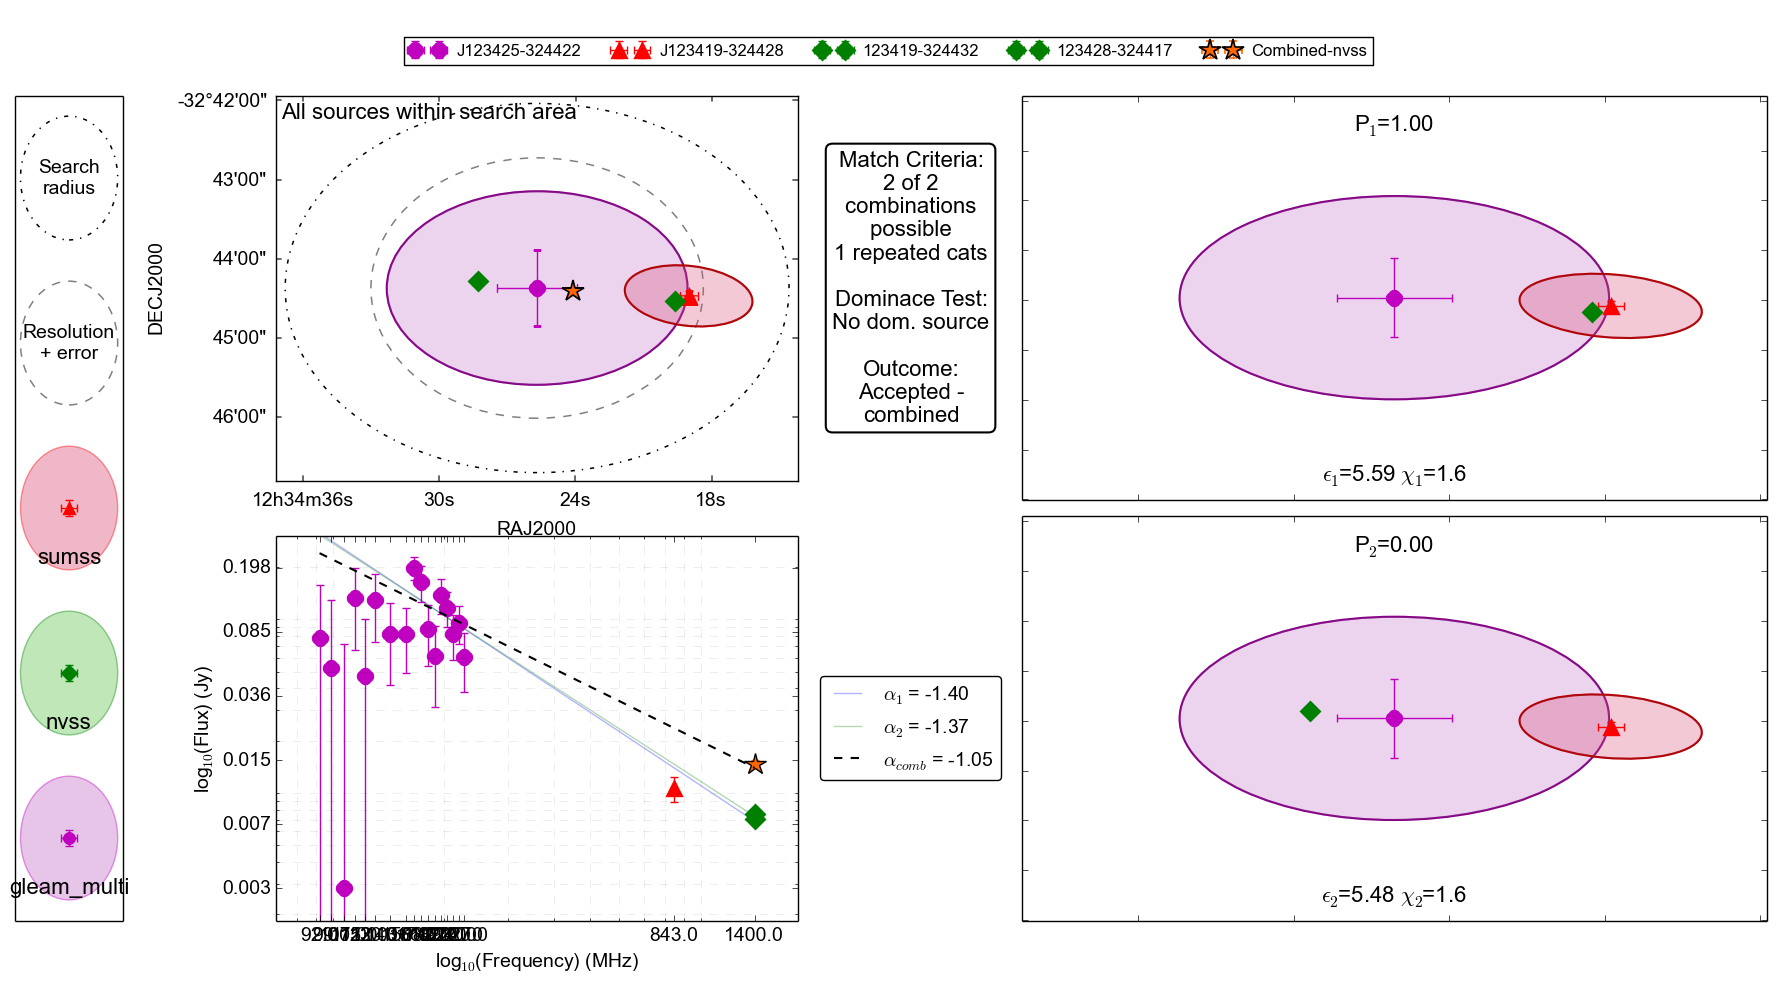 J123425-324422 J123419-324428 123419-324432 123428-324417 Combined-nvss
Search
radius
Resolution
+ error
sumss
nvss
gleam_multi
All sources within search area
-32°42'00"
43'00"
44'00"
45'00"
46'00"
DECJ2000
12h34m36s 30s 24s 18s
RAJ2000
Match Criteria:
2 of 2
combinations
possible
1 repeated cats
Dominace Test:
No dom. source
Outcome:
Accepted -
combined
P1=1.00
ϵ1=5.59 χ1=1.6
P2=0.00
ϵ2=5.48 χ2=1.6
0.198
0.085
0.036
0.015
0.007
0.003
log10(Flux) (Jy)
843.0 1400.0
log10(Frequency) (MHz)
α1 = -1.40
α2 = -1.37
αcomb = -1.05